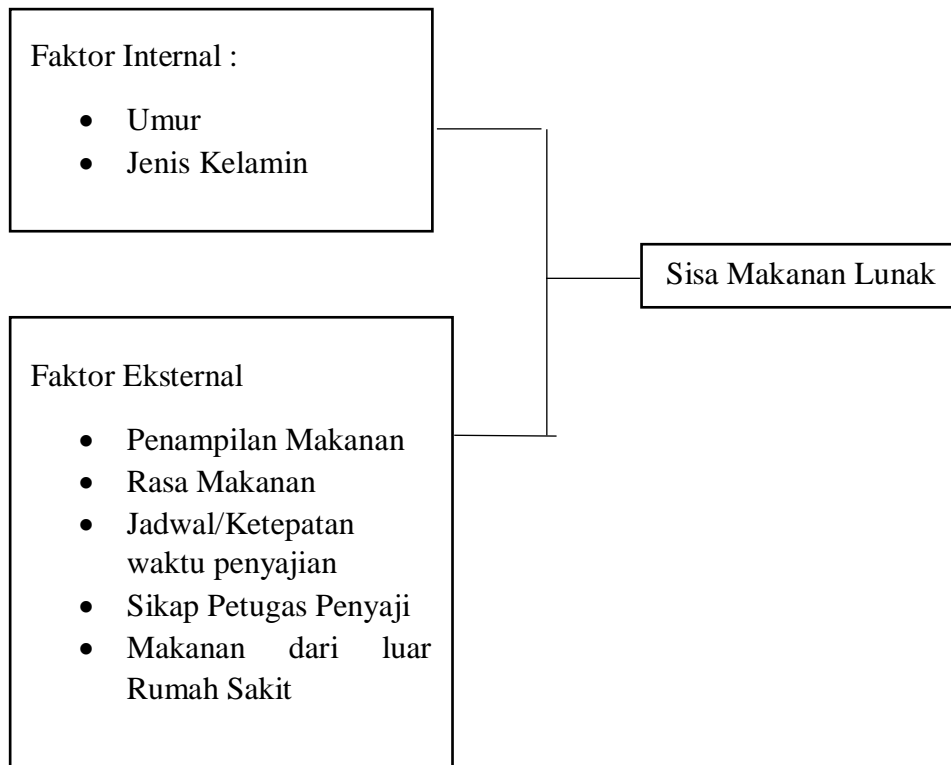 Faktor Internal :
• Umur
• Jenis Kelamin
Sisa Makanan Lunak
Faktor Eksternal
• Penampilan Makanan
• Rasa Makanan
• Jadwal/Ketepatan
waktu penyajian
• Sikap Petugas Penyaji
• Makanan dari luar
Rumah Sakit